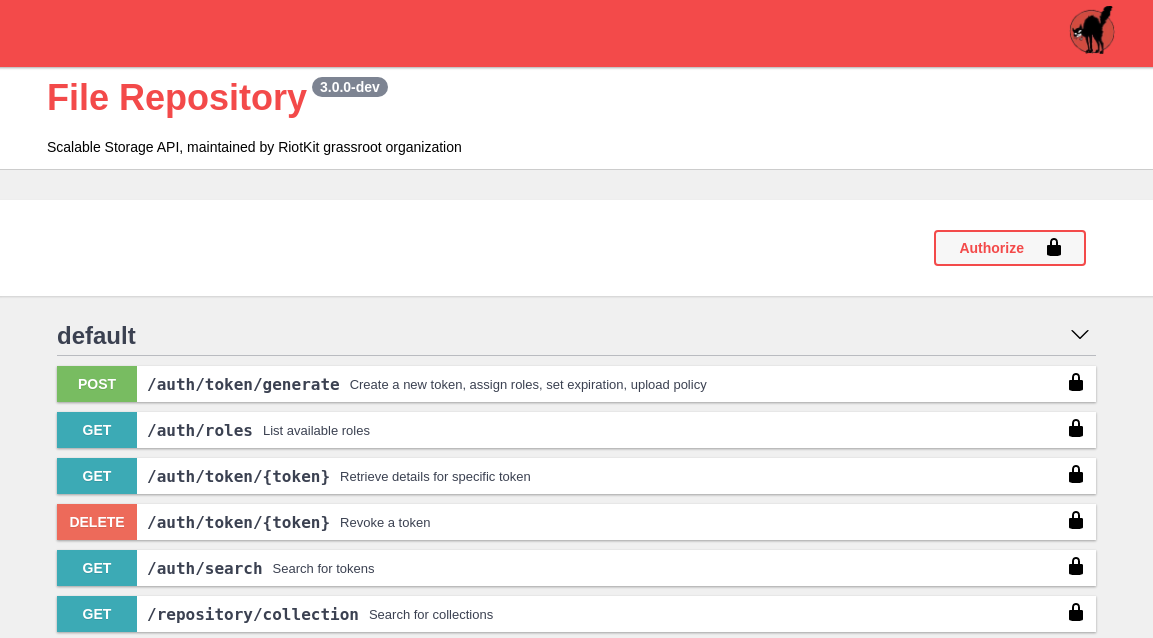 File Repository 3.0.0-dev
Scalable Storage API, maintained by RiotKit grassroot organization
Authorize
default
POST /auth/token/generate Create a new token, assign roles, set expiration, upload policy
GET /auth/roles List available roles
GET /auth/token/{token} Retrieve details for specific token
DELETE /auth/token/{token} Revoke a token
GET /auth/search Search for tokens
GET /repository/collection Search for collections